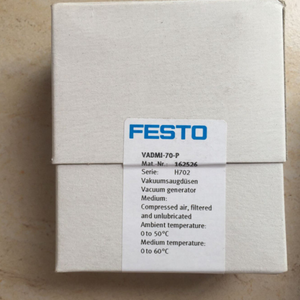 FESTO
VADMI-70-P
Mat.-Nr.: 162526
Serie: H702
Vakuumsaugdüsen
Vacuum generator
Medium:
Compressed air, filtered
and unlubricated
Ambient temperature:
0 to 50°C
Medium temperature:
0 to 60°C